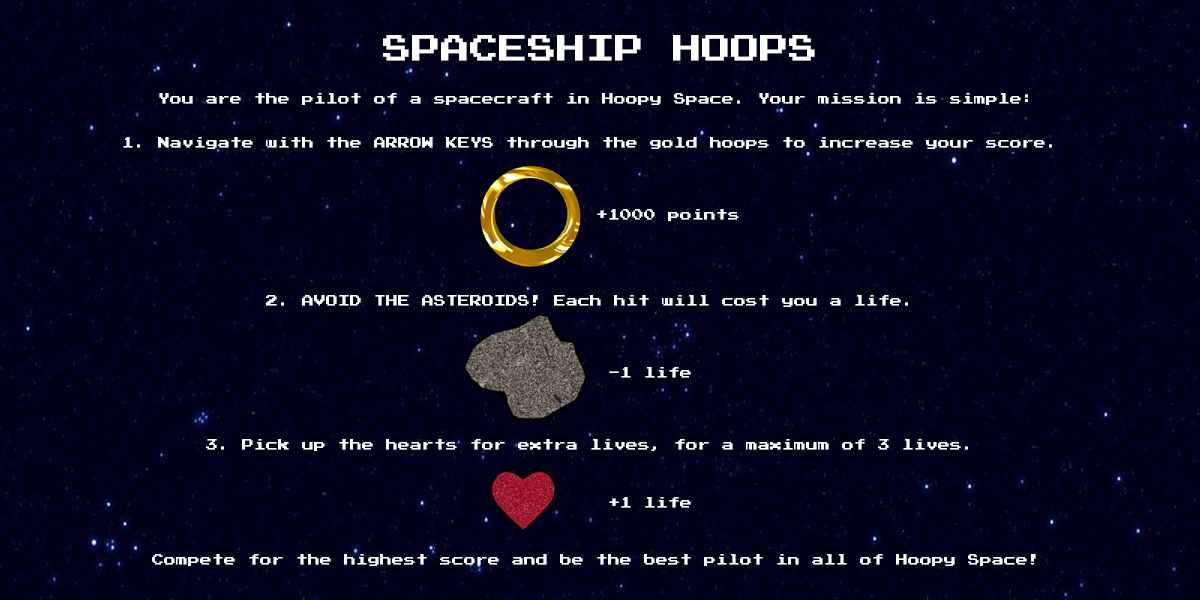 SPACESHIP HOOPS
You are the pilot of a spacecraft in Hoopy Space. Your mission is simple:
1. Navigate with the ARROW KEYS through the gold hoops to increase your score.
+1000 points
2. AVOID THE ASTEROIDS! Each hit will cost you a life.
-1 life
3. Pick up the hearts for extra lives, for a maximum of 3 lives.
+1 life
Compete for the highest score and be the best pilot in all of Hoopy Space!